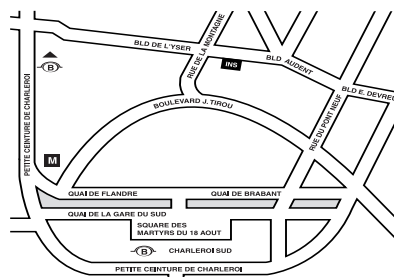 BLD DE L'YSER
RUE DE LA MONTAGNE
INS
BLD AUDENT
BLD E. DEVREU
B
PETITE CEINTURE DE CHARLEROI
BOULEVARD J. TIROU
RUE DU PONT NEUF
M
QUAI DE FLANDRE
QUAI DE BRABANT
QUAI DE LA GARE DU SUD
SQUARE DES
MARTYRS DU 18 AOUT
B
CHARLEROI SUD
PETITE CEINTURE DE CHARLEROI